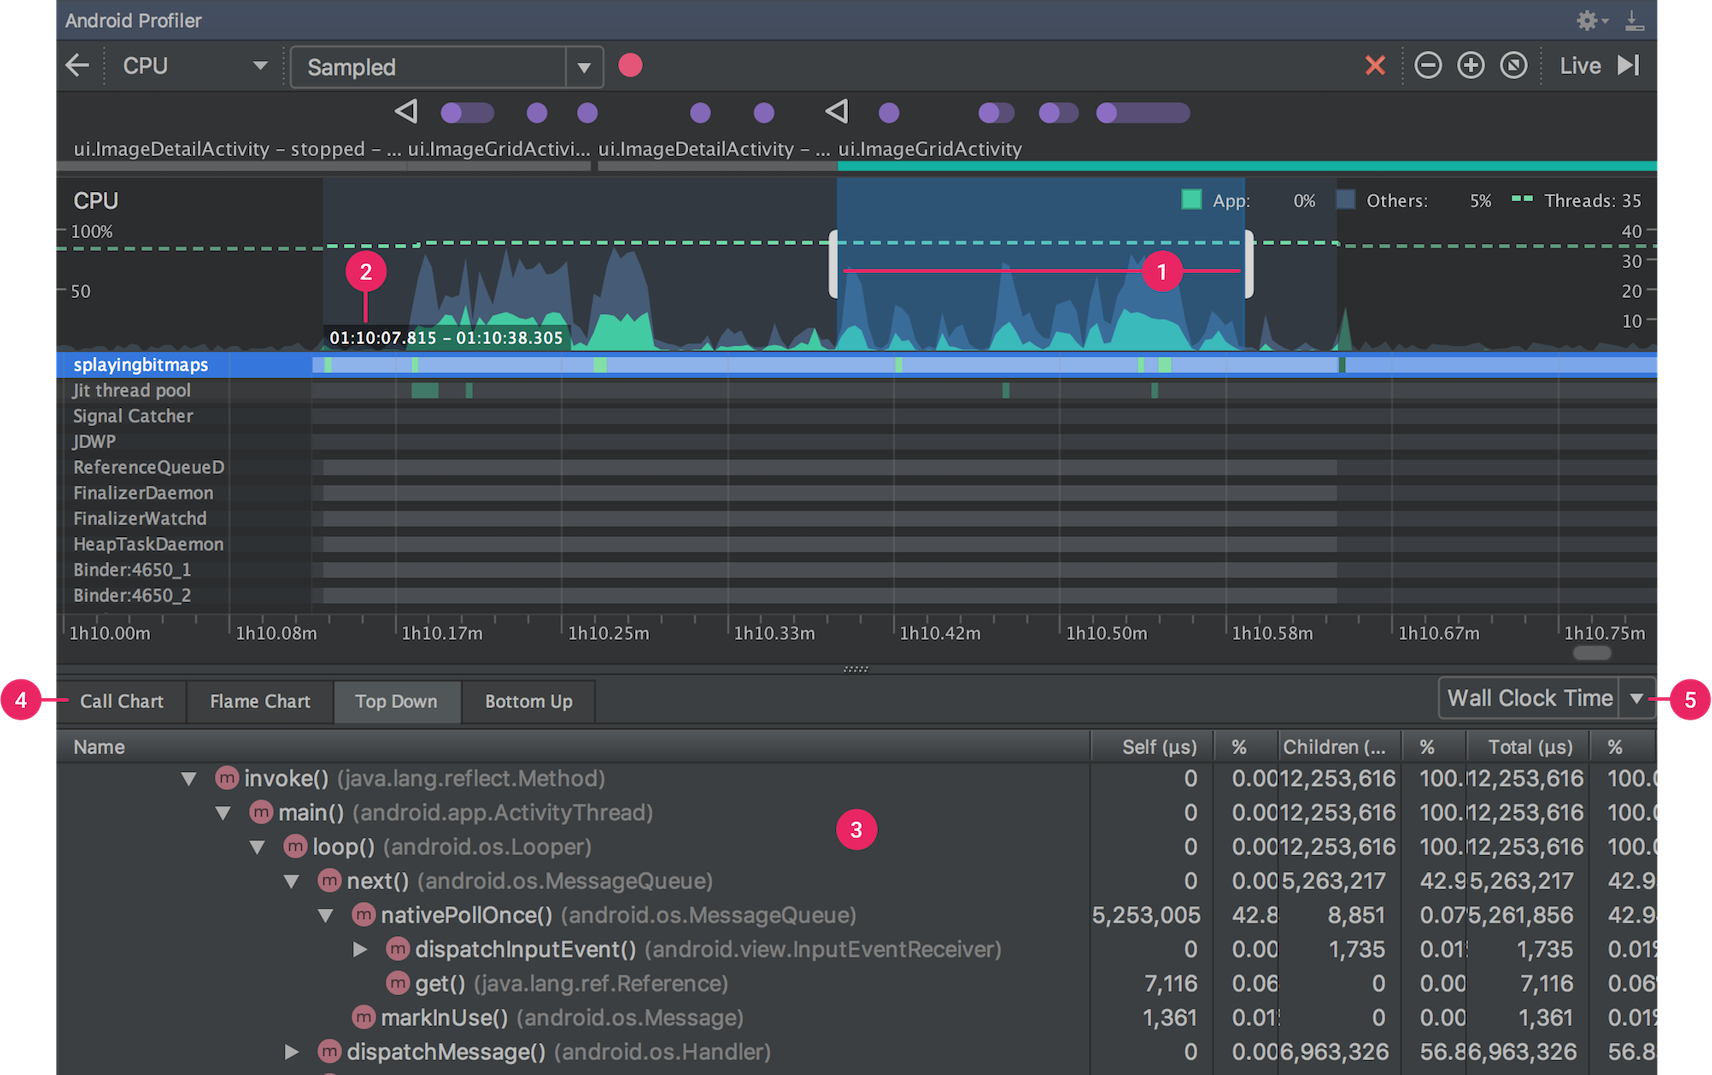 Android Profiler
CPU Sampled Live
ui.ImageDetailActivity – stopped – ... ui.ImageGridActivi... ui.ImageDetailActivity – ... ui.ImageGridActivity
CPU App: 0% Others: 5% Threads: 35
100% 40
2 1
30
50 20
10
01:10:07.815 – 01:10:38.305
splayingbitmaps
Jit thread pool
Signal Catcher
JDWP
ReferenceQueueD
FinalizerDaemon
FinalizerWatchd
HeapTaskDaemon
Binder:4650_1
Binder:4650_2
1h10.00m 1h10.08m 1h10.17m 1h10.25m 1h10.33m 1h10.42m 1h10.50m 1h10.58m 1h10.67m 1h10.75m
4 Call Chart Flame Chart Top Down Bottom Up Wall Clock Time 5
Name Self (μs) % Children (... % Total (μs) %
m invoke() (java.lang.reflect.Method) 0 0.00 12,253,616 100. 12,253,616 100.0
m main() (android.app.ActivityThread) 0 0.00 12,253,616 100. 12,253,616 100.0
3
m loop() (android.os.Looper) 0 0.00 12,253,616 100. 12,253,616 100.0
m next() (android.os.MessageQueue) 0 0.00 5,263,217 42.9 5,263,217 42.9
m nativePollOnce() (android.os.MessageQueue) 5,253,005 42.8 8,851 0.07 5,261,856 42.9
m dispatchInputEvent() (android.view.InputEventReceiver) 0 0.00 1,735 0.01 1,735 0.01%
m get() (java.lang.ref.Reference) 7,116 0.06 0 0.00 7,116 0.06
m markInUse() (android.os.Message) 1,361 0.01 0 0.00 1,361 0.01%
m dispatchMessage() (android.os.Handler) 0 0.00 6,963,326 56.8 6,963,326 56.8